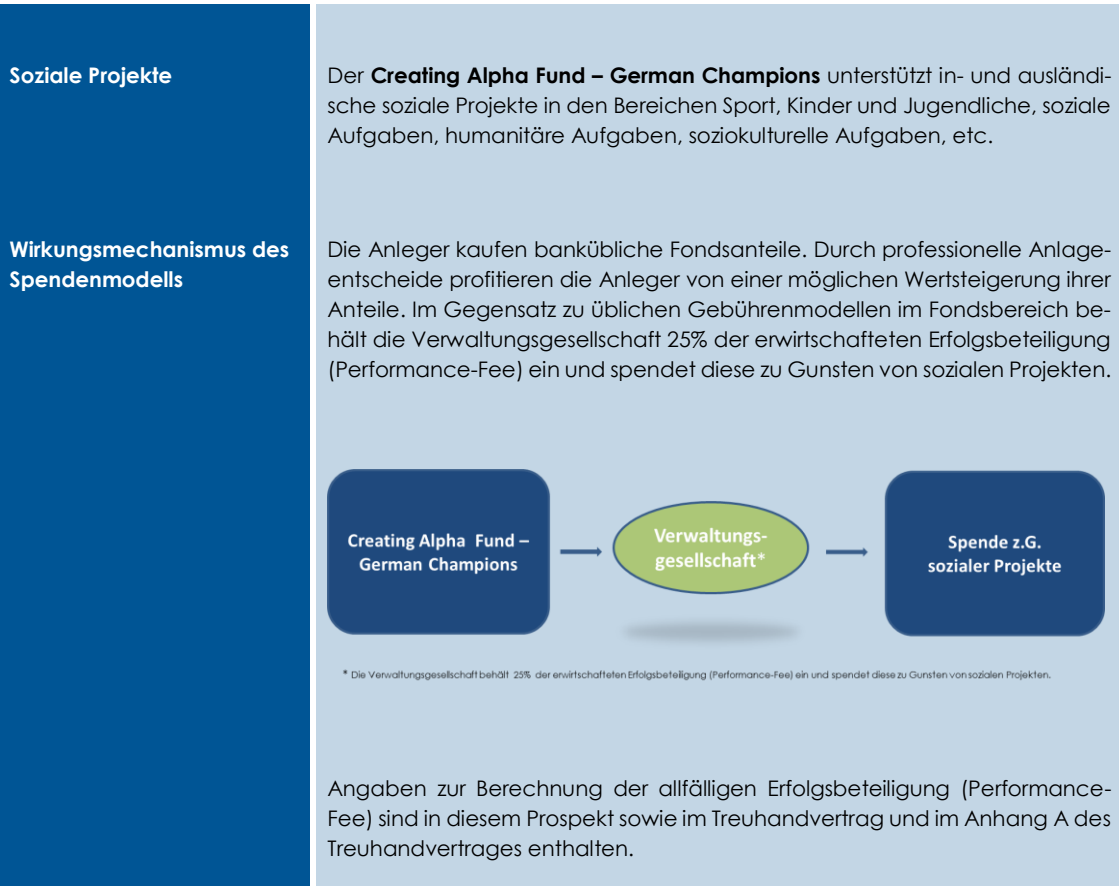 Soziale Projekte
Der Creating Alpha Fund – German Champions unterstützt in- und ausländi-
sche soziale Projekte in den Bereichen Sport, Kinder und Jugendliche, soziale
Aufgaben, humanitäre Aufgaben, soziokulturelle Aufgaben, etc.
Wirkungsmechanismus des
Spendenmodells
Die Anleger kaufen bankübliche Fondsanteile. Durch professionelle Anlage-
entscheide profitieren die Anleger von einer möglichen Wertsteigerung ihrer
Anteile. Im Gegensatz zu üblichen Gebührenmodellen im Fondsbereich be-
hält die Verwaltungsgesellschaft 25% der erwirtschafteten Erfolgsbeteiligung
(Performance-Fee) ein und spendet diese zu Gunsten von sozialen Projekten.
Creating Alpha Fund –
German Champions
Verwaltungs-
gesellschaft*
Spende z.G.
sozialer Projekte
* Die Verwaltungsgesellschaft behält 25% der erwirtschafteten Erfolgsbeteiligung (Performance-Fee) ein und spendet diese zu Gunsten von sozialen Projekten.
Angaben zur Berechnung der allfälligen Erfolgsbeteiligung (Performance-
Fee) sind in diesem Prospekt sowie im Treuhandvertrag und im Anhang A des
Treuhandvertrages enthalten.